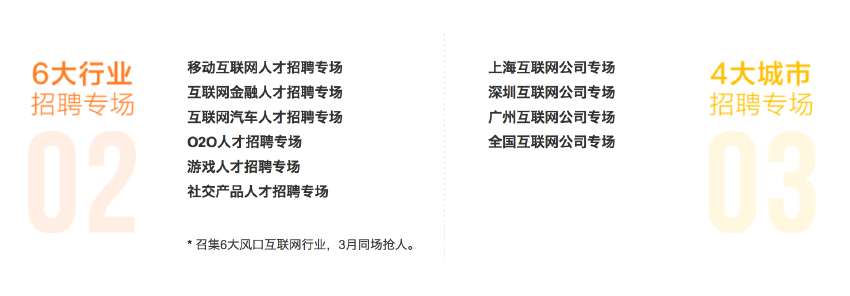 6大行业
招聘专场
02
移动互联网人才招聘专场
互联网金融人才招聘专场
互联网汽车人才招聘专场
O2O人才招聘专场
游戏人才招聘专场
社交产品人才招聘专场
* 召集6大风口互联网行业，3月同场抢人。
上海互联网公司专场
深圳互联网公司专场
广州互联网公司专场
全国互联网公司专场
4大城市
招聘专场
03